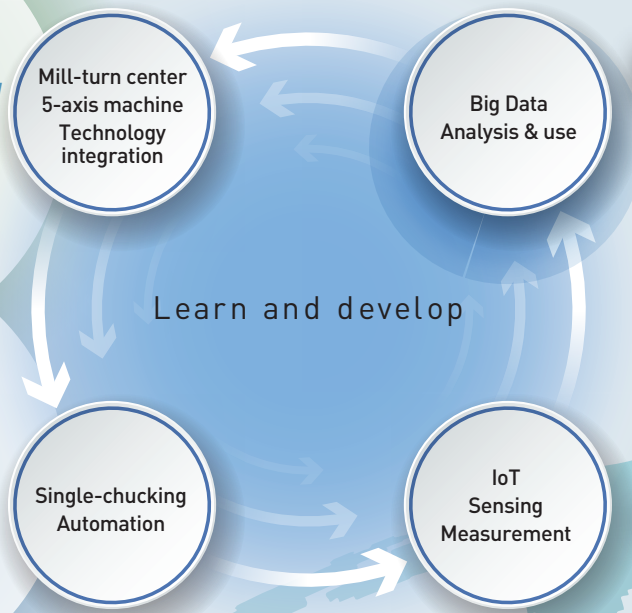 Mill-turn center
5-axis machine
Technology
integration
Big Data
Analysis & use
Learn and develop
Single-chucking
Automation
IoT
Sensing
Measurement